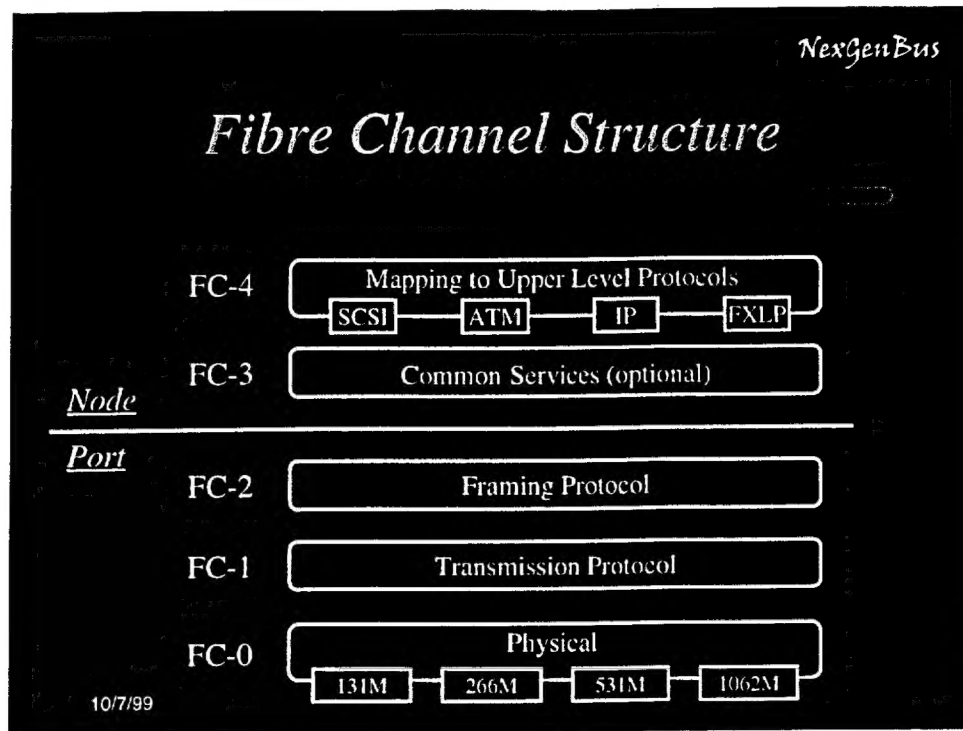 NexGenBus
Fibre Channel Structure
FC-4
Mapping to Upper Level Protocols
SCSI ATM IP FXLP
FC-3
Common Services (optional)
Node
Port
FC-2
Framing Protocol
FC-1
Transmission Protocol
FC-0
Physical
131M 266M 531M 1062M
10/7/99